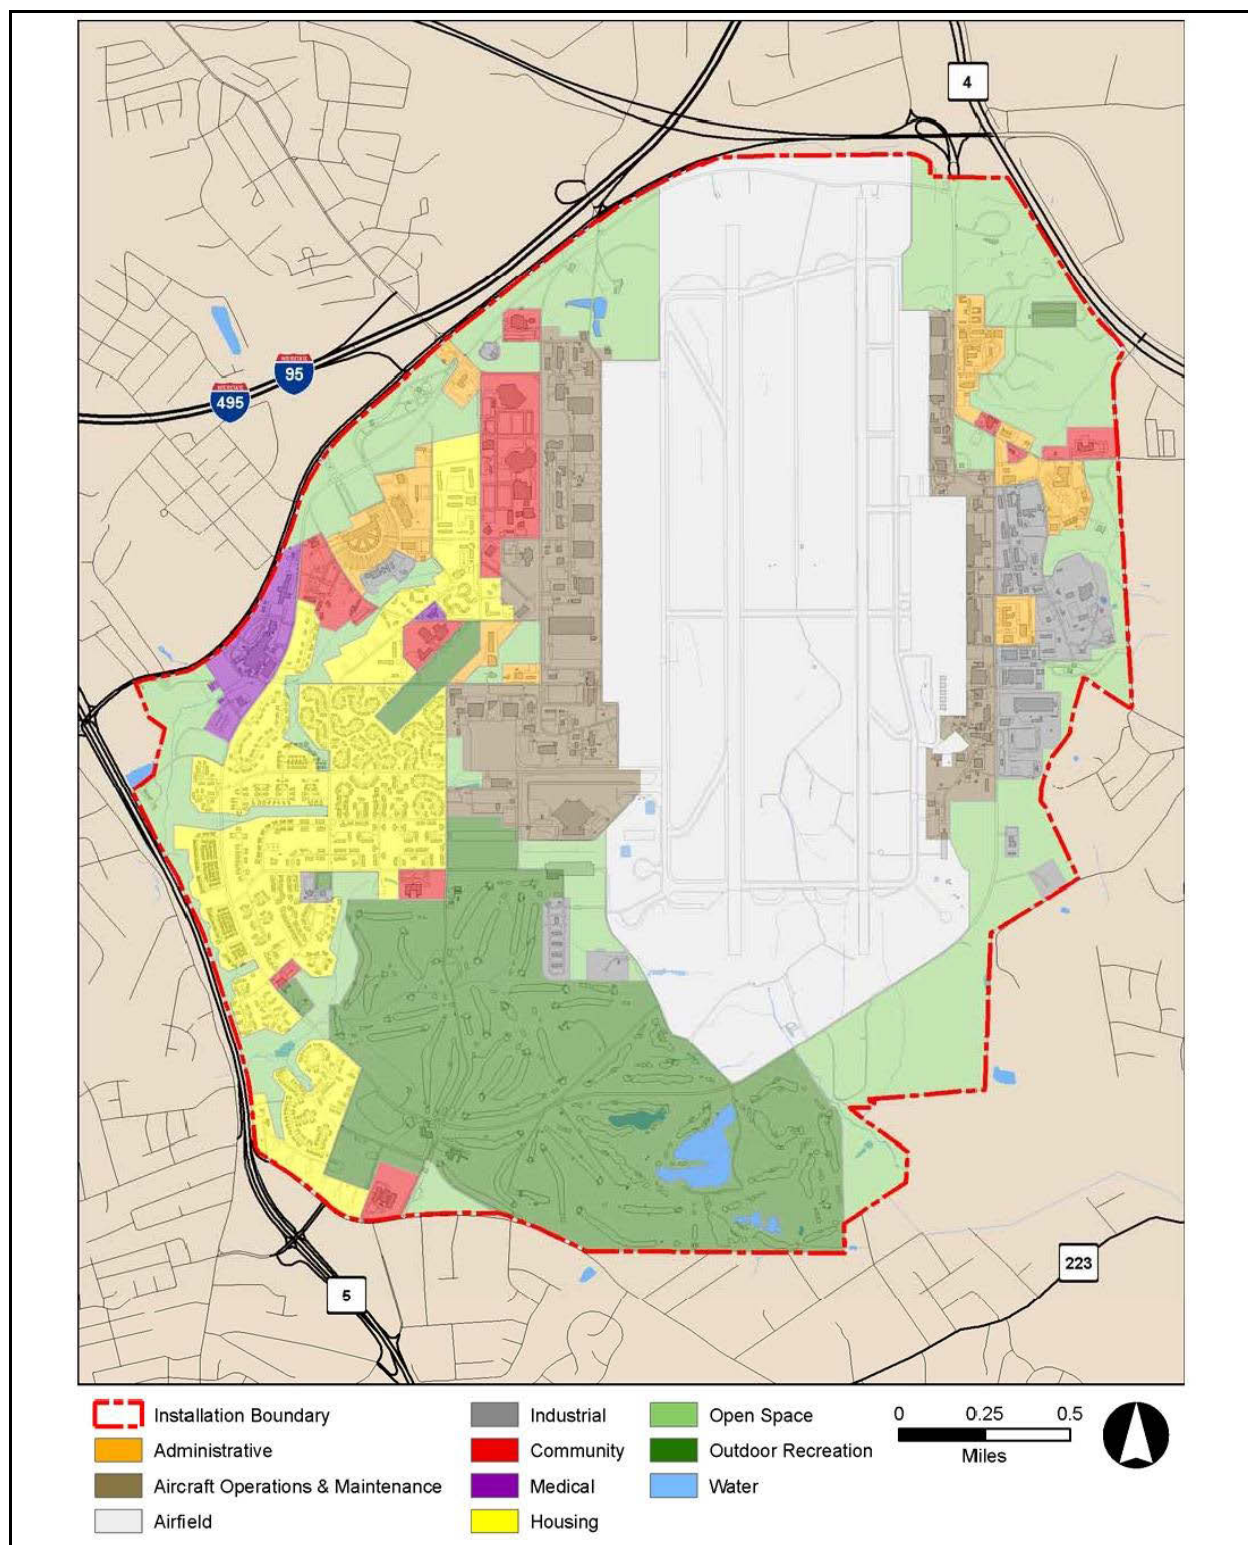 4
95
495
223
5
Installation Boundary
Administrative
Aircraft Operations & Maintenance
Airfield
Industrial
Community
Medical
Housing
Open Space
Outdoor Recreation
Water
0 0.25 0.5
Miles